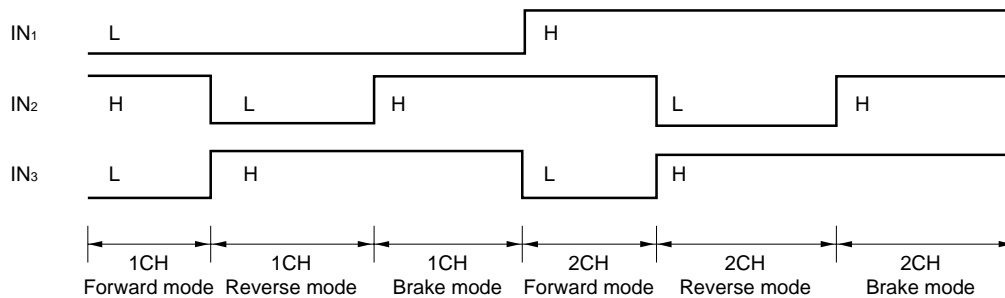 IN₁ L H
IN₂ H L H L H
IN₃ L H L H
1CH 1CH 1CH 2CH 2CH 2CH
Forward mode Reverse mode Brake mode Forward mode Reverse mode Brake mode